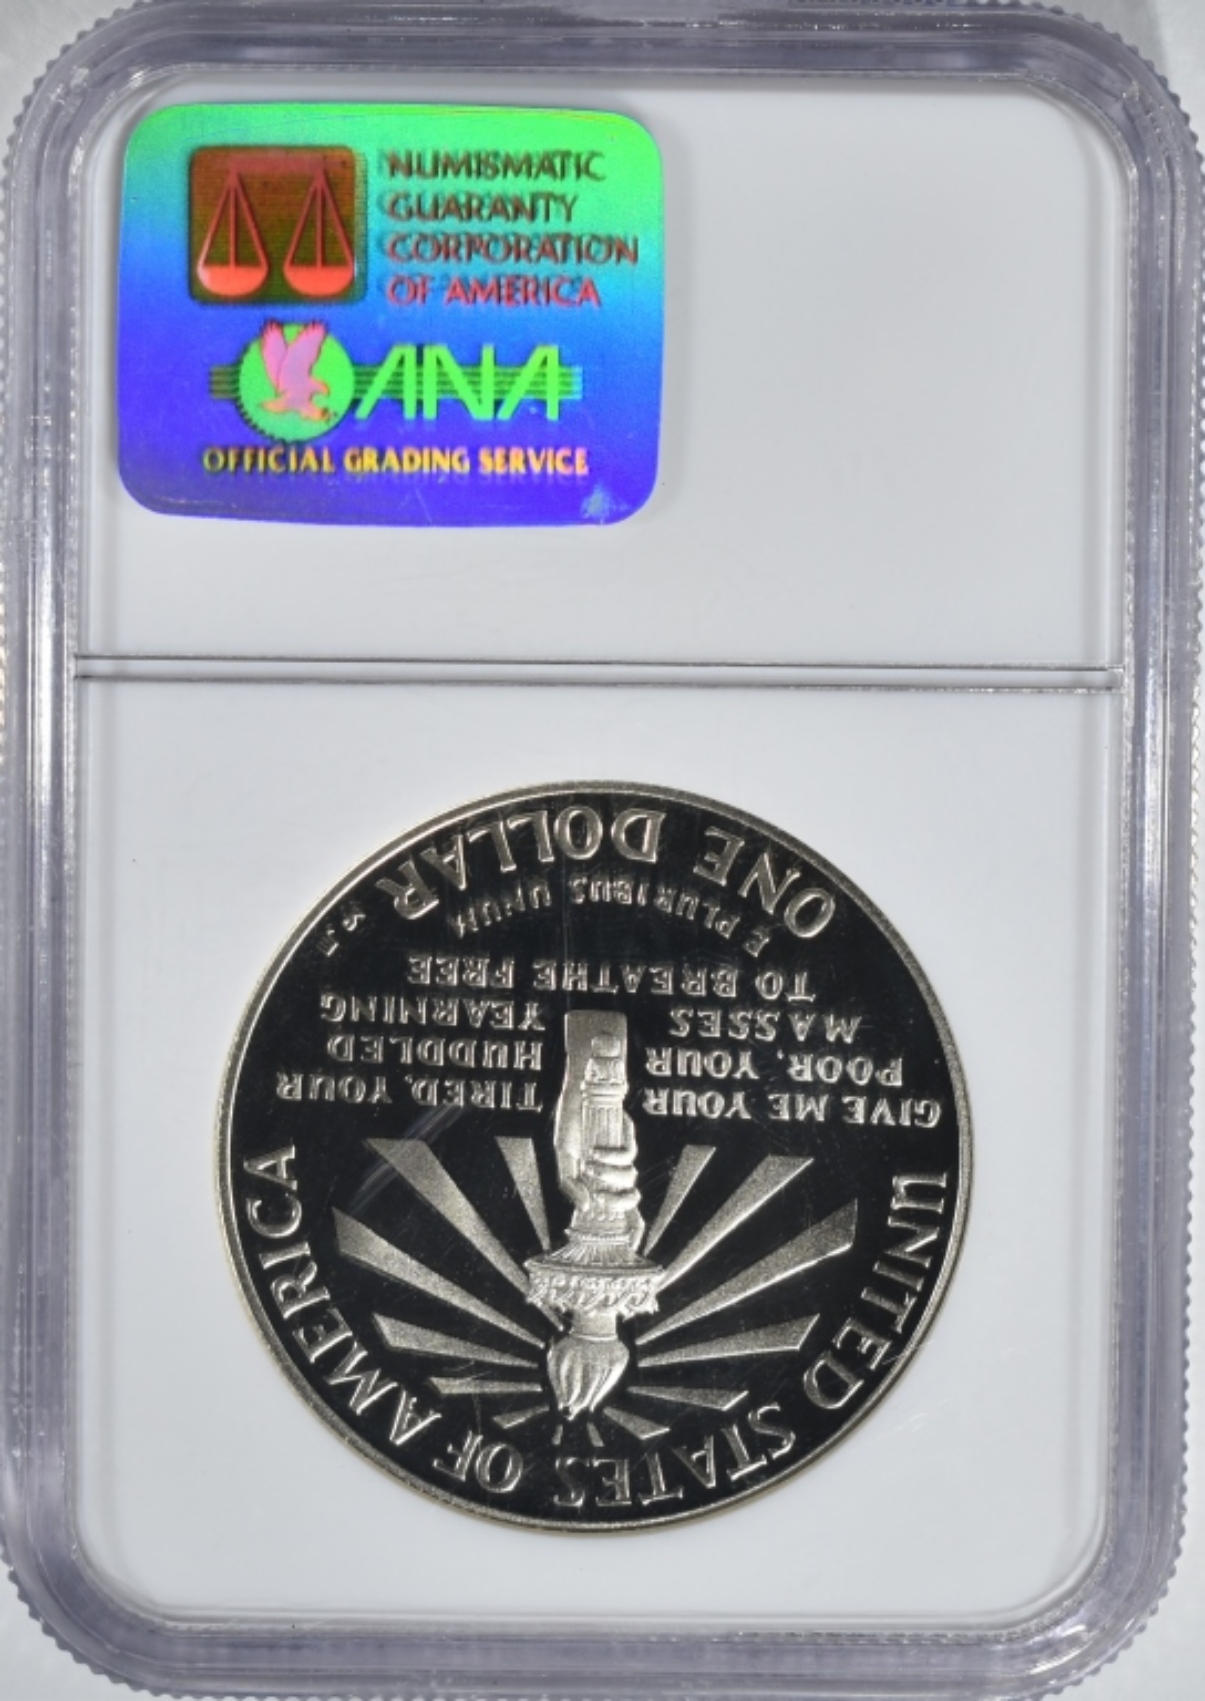 NUMISMATIC
GUARANTY
CORPORATION
OF AMERICA
ANA
OFFICIAL GRADING SERVICE
UNITED STATES OF AMERICA
GIVE ME YOUR TIRED, YOUR
POOR, YOUR HUDDLED
MASSES YEARNING
TO BREATHE FREE
E PLURIBUS UNUM
ONE DOLLAR